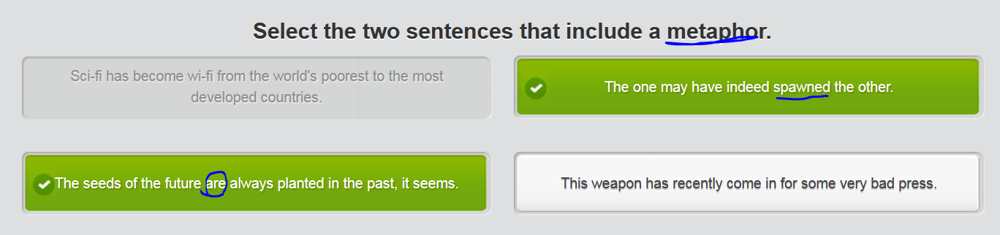 Select the two sentences that include a metaphor.
Sci-fi has become wi-fi from the world's poorest to the most
developed countries.
The one may have indeed spawned the other.
The seeds of the future are always planted in the past, it seems.
This weapon has recently come in for some very bad press.